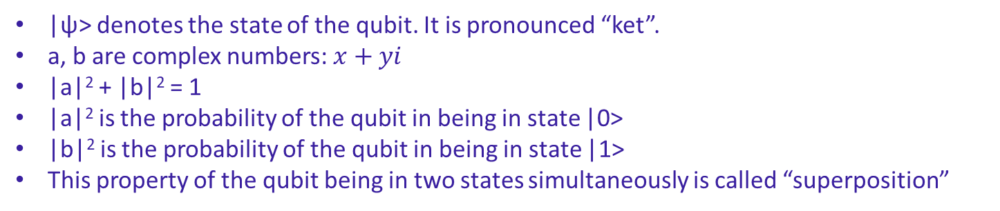 • |ψ> denotes the state of the qubit. It is pronounced “ket”.
• a, b are complex numbers: x + yi
• |a|² + |b|² = 1
• |a|² is the probability of the qubit in being in state |0>
• |b|² is the probability of the qubit in being in state |1>
• This property of the qubit being in two states simultaneously is called “superposition”